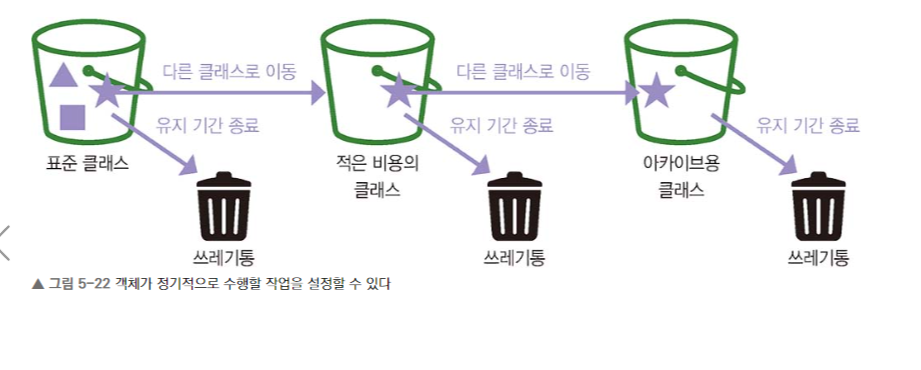 다른 클래스로 이동
다른 클래스로 이동
유지 기간 종료
유지 기간 종료
유지 기간 종료
표준 클래스
적은 비용의
클래스
아카이브용
클래스
쓰레기통
쓰레기통
쓰레기통
▲ 그림 5-22 객체가 정기적으로 수행할 작업을 설정할 수 있다